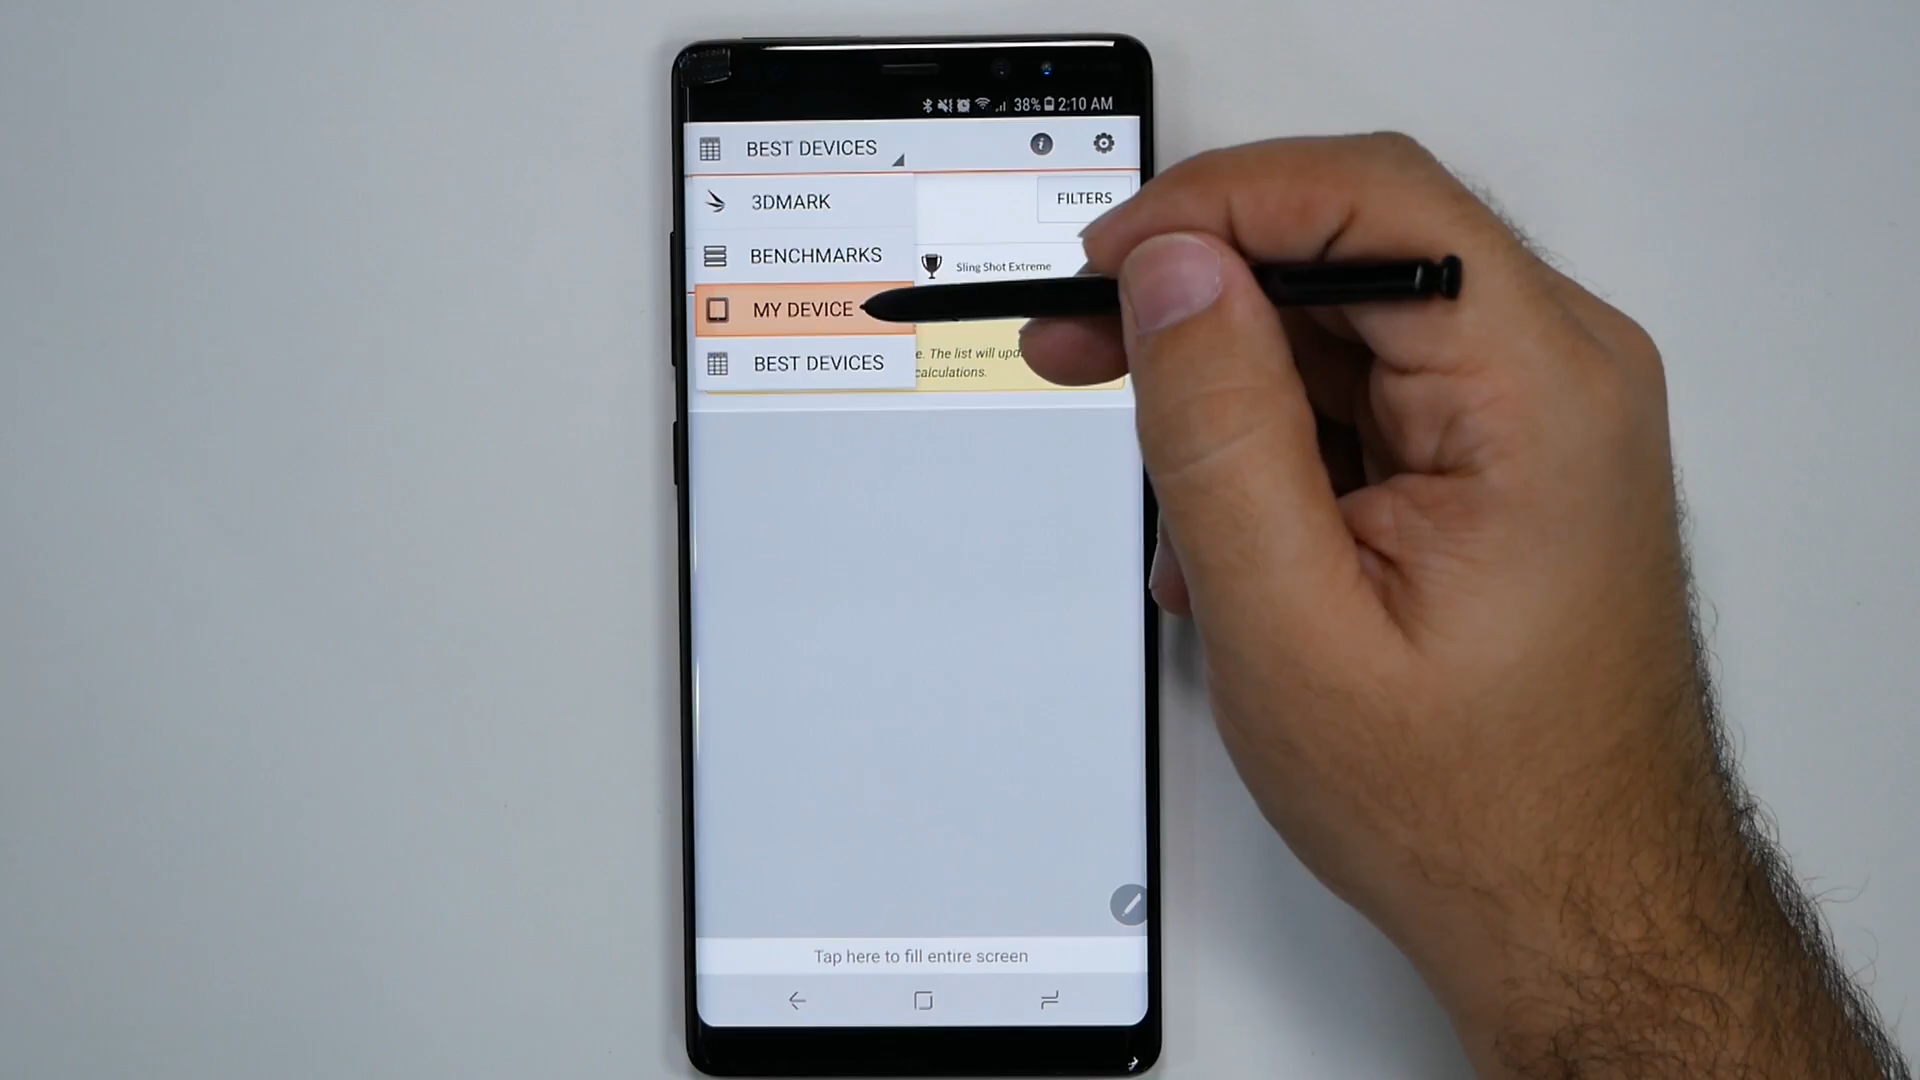 38% 2:10 AM
BEST DEVICES
3DMARK
FILTERS
BENCHMARKS
Sling Shot Extreme
MY DEVICE
e. The list will upd
BEST DEVICES
calculations.
Tap here to fill entire screen